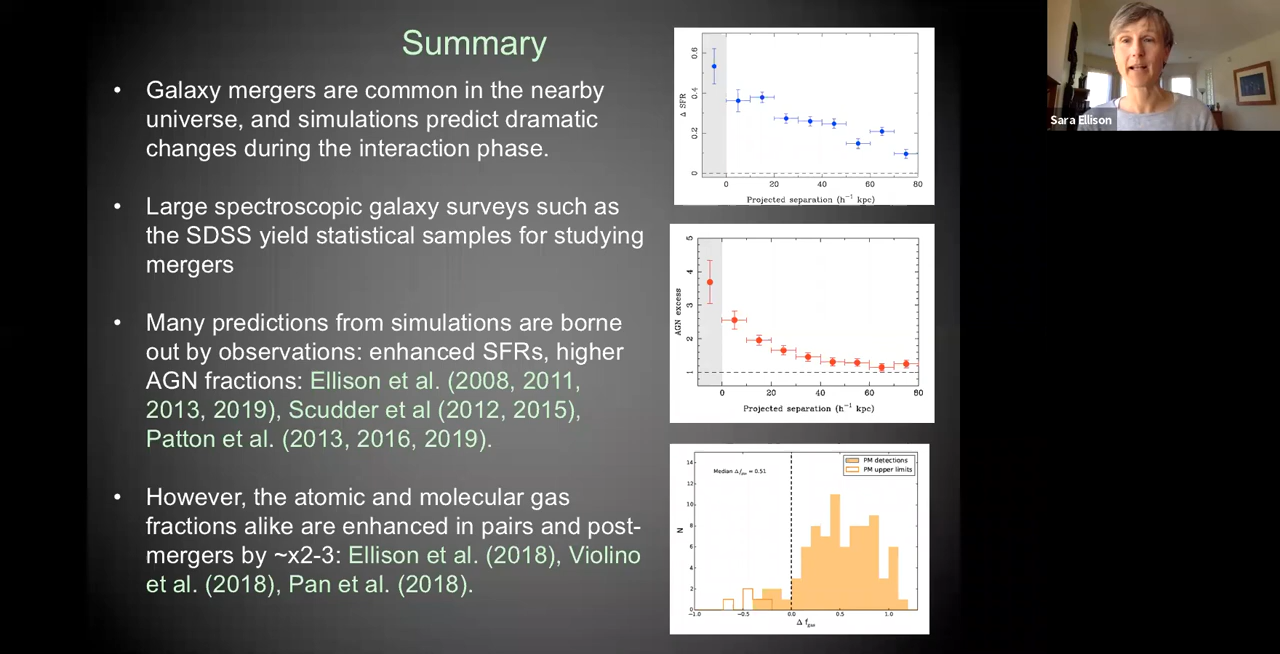 Summary
• Galaxy mergers are common in the nearby
universe, and simulations predict dramatic
changes during the interaction phase.
• Large spectroscopic galaxy surveys such as
the SDSS yield statistical samples for studying
mergers
• Many predictions from simulations are borne
out by observations: enhanced SFRs, higher
AGN fractions: Ellison et al. (2008, 2011,
2013, 2019), Scudder et al (2012, 2015),
Patton et al. (2013, 2016, 2019).
• However, the atomic and molecular gas
fractions alike are enhanced in pairs and post-
mergers by ~x2-3: Ellison et al. (2018), Violino
et al. (2018), Pan et al. (2018).
Δ SFR
0.6
0.4
0.2
0
0 20 40 60 80
Projected separation (h⁻¹ kpc)
AGN excess
5
4
3
2
1
0 20 40 60 80
Projected separation (h⁻¹ kpc)
PM detections
PM upper limits
Median Δ f_gas = 0.51
N
14
12
10
8
6
4
2
0
−1.0 −0.5 0.0 0.5 1.0
Δ f_gas
Sara Ellison